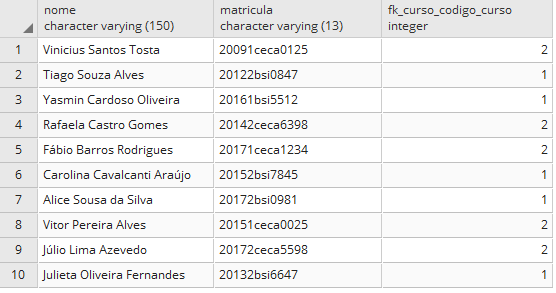 nome matricula fk_curso_codigo_curso
character varying (150) character varying (13) integer
1 Vinicius Santos Tosta 20091ceca0125 2
2 Tiago Souza Alves 20122bsi0847 1
3 Yasmin Cardoso Oliveira 20161bsi5512 1
4 Rafaela Castro Gomes 20142ceca6398 2
5 Fábio Barros Rodrigues 20171ceca1234 2
6 Carolina Cavalcanti Araújo 20152bsi7845 1
7 Alice Sousa da Silva 20172bsi0981 1
8 Vitor Pereira Alves 20151ceca0025 2
9 Júlio Lima Azevedo 20172ceca5598 2
10 Julieta Oliveira Fernandes 20132bsi6647 1